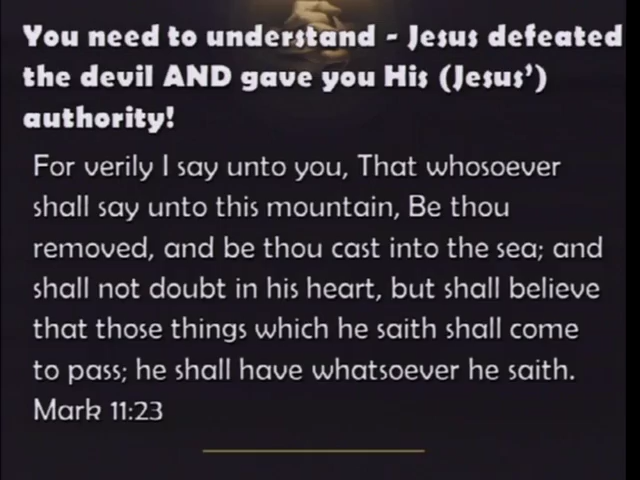 You need to understand - Jesus defeated
the devil AND gave you His (Jesus')
authority!
For verily I say unto you, That whosoever
shall say unto this mountain, Be thou
removed, and be thou cast into the sea; and
shall not doubt in his heart, but shall believe
that those things which he saith shall come
to pass; he shall have whatsoever he saith.
Mark 11:23